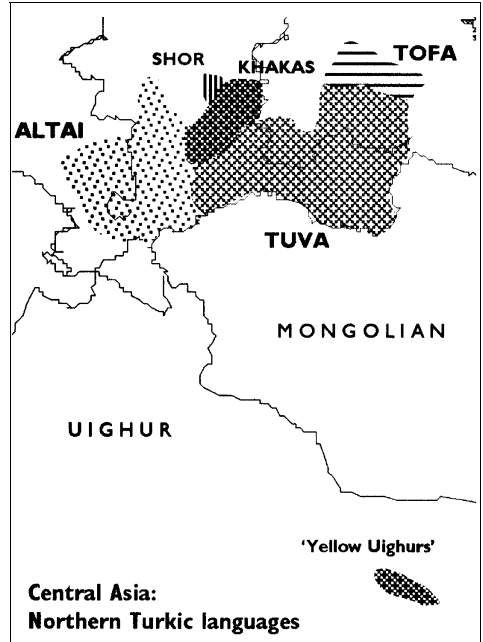 TOFA
SHOR
KHAKAS
ALTAI
TUVA
MONGOLIAN
UIGHUR
'Yellow Uighurs'
Central Asia:
Northern Turkic languages